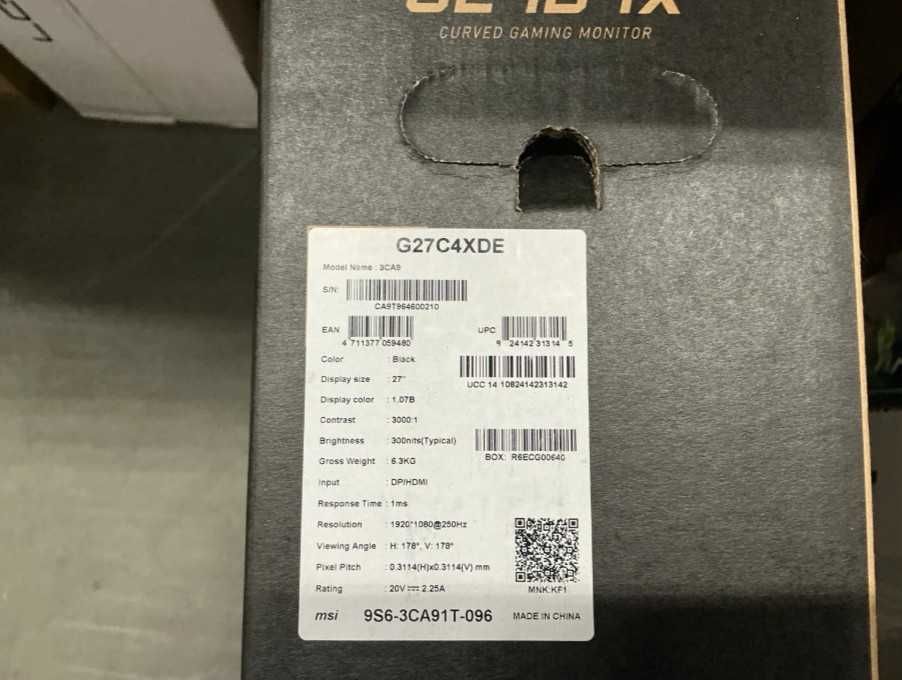 CURVED GAMING MONITOR
G27C4XDE
Model Name : 3CA9
S/N:
CA9T964600210
EAN
4 711377 059480
UPC
9 24142 31314 5
Color : Black
UCC 14 10824142313142
Display size : 27"
Display color : 1.07B
Contrast : 3000:1
Brightness : 300nits(Typical)
BOX: R6ECG00640
Gross Weight : 6.3KG
Input : DP/HDMI
Response Time : 1ms
Resolution : 1920*1080@250Hz
Viewing Angle : H: 178°, V: 178°
Pixel Pitch : 0.3114(H)x0.3114(V) mm
Rating : 20V ⎓ 2.25A
MNK:KF1
msi 9S6-3CA91T-096 MADE IN CHINA